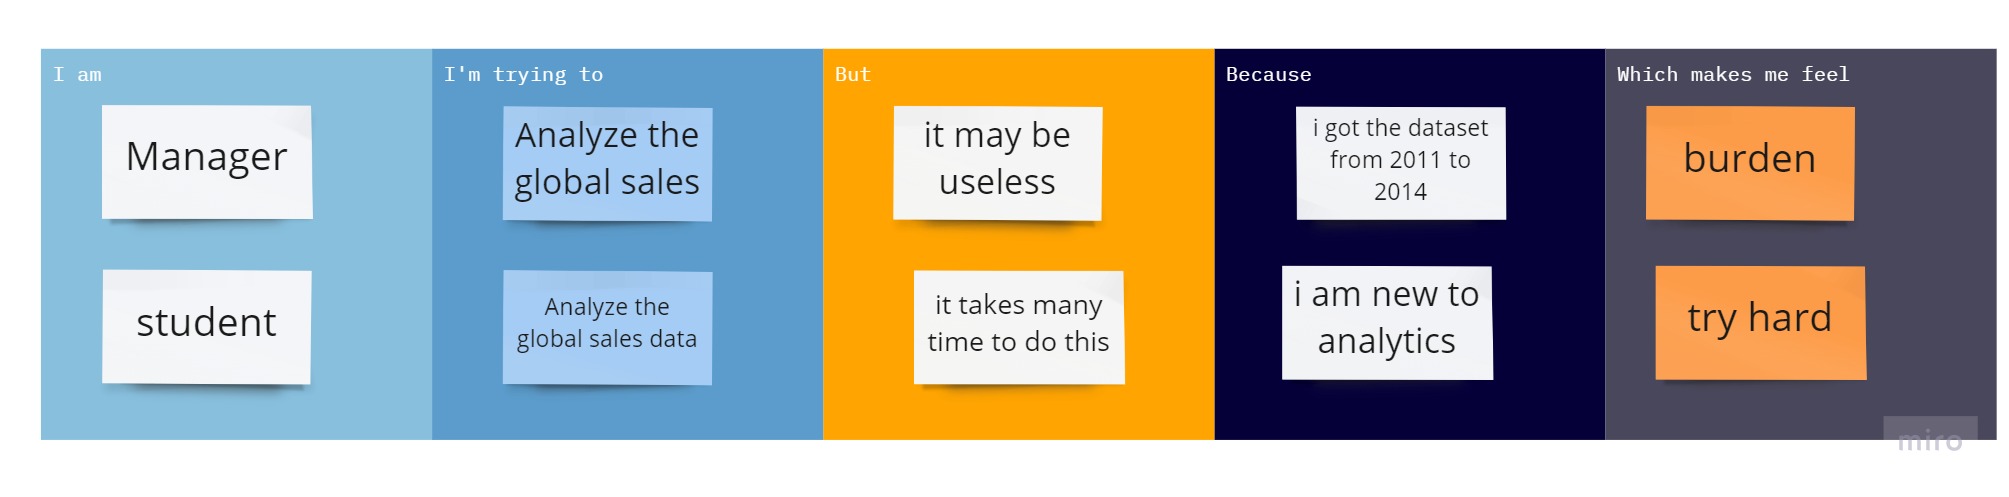 I am
Manager
student
I'm trying to
Analyze the
global sales
Analyze the
global sales data
But
it may be
useless
it takes many
time to do this
Because
i got the dataset
from 2011 to
2014
i am new to
analytics
Which makes me feel
burden
try hard
miro